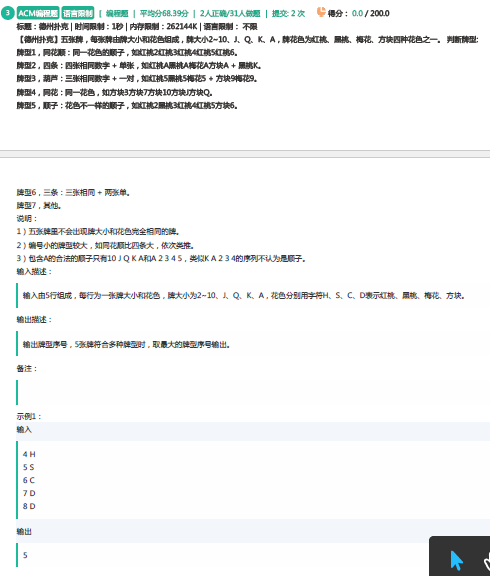 3 ACM编程题 语言限制 | 编程题 | 平均分68.39分 | 2人正确/31人做题 | 提交: 2 次 得分： 0.0 / 200.0
标题：德州扑克 | 时间限制：1秒 | 内存限制：262144K | 语言限制： 不限
【德州扑克】五张牌，每张牌由牌大小和花色组成，牌大小2~10、J、Q、K、A，牌花色为红桃、黑桃、梅花、方块四种花色之一。 判断牌型:
牌型1，同花顺：同一花色的顺子，如红桃2红桃3红桃4红桃5红桃6。
牌型2，四条：四张相同数字 + 单张，如红桃A黑桃A梅花A方块A + 黑桃K。
牌型3，葫芦：三张相同数字 + 一对，如红桃5黑桃5梅花5 + 方块9梅花9。
牌型4，同花：同一花色，如方块3方块7方块10方块J方块Q。
牌型5，顺子：花色不一样的顺子，如红桃2黑桃3红桃4红桃5方块6。
牌型6，三条：三张相同 + 两张单。
牌型7，其他。
说明：
1）五张牌里不会出现牌大小和花色完全相同的牌。
2）编号小的牌型较大，如同花顺比四条大，依次类推。
3）包含A的合法的顺子只有10 J Q K A和A 2 3 4 5，类似K A 2 3 4的序列不认为是顺子。
输入描述：
输入由5行组成，每行为一张牌大小和花色，牌大小为2~10、J、Q、K、A，花色分别用字符H、S、C、D表示红桃、黑桃、梅花、方块。
输出描述：
输出牌型序号，5张牌符合多种牌型时，取最大的牌型序号输出。
备注：
示例1：
输入
4 H
5 S
6 C
7 D
8 D
输出
5